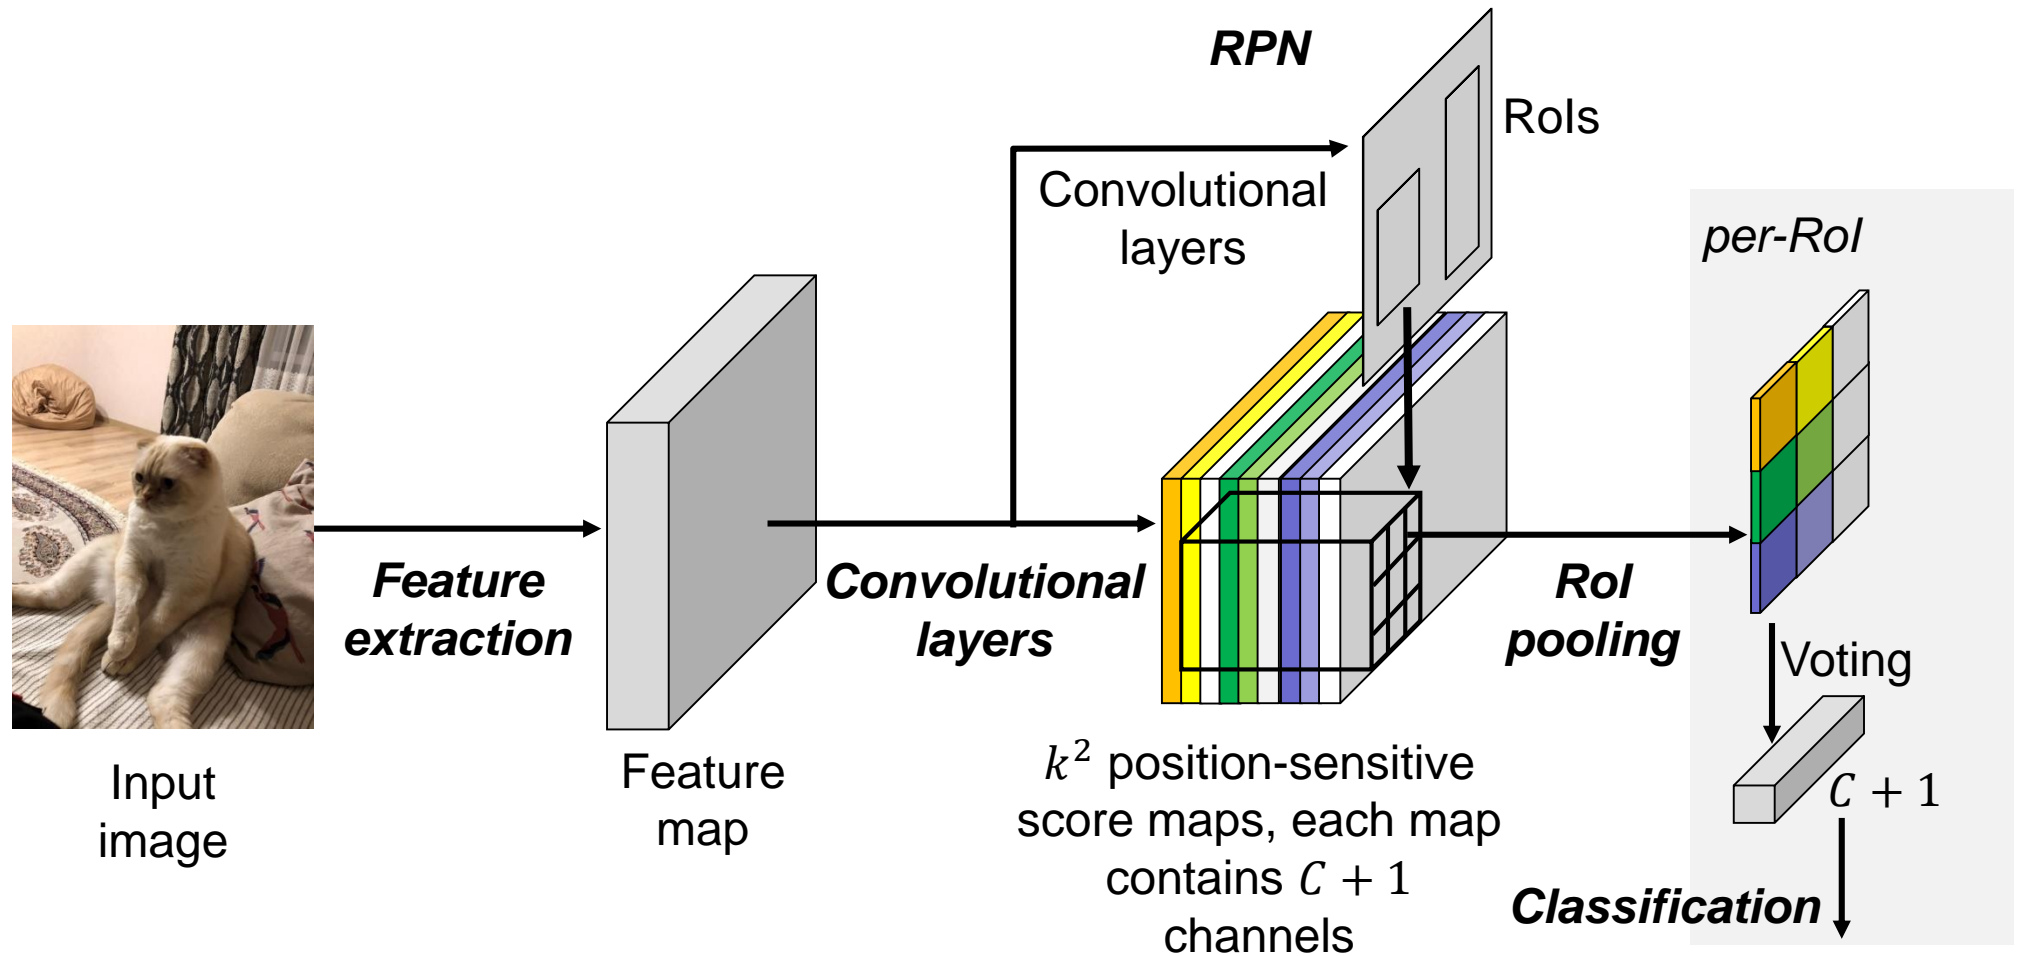 RPN
RoIs
Convolutional
layers
per-RoI
Feature
extraction
Convolutional
layers
RoI
pooling
Voting
Input
image
Feature
map
k² position-sensitive
score maps, each map
contains C + 1
channels
C + 1
Classification